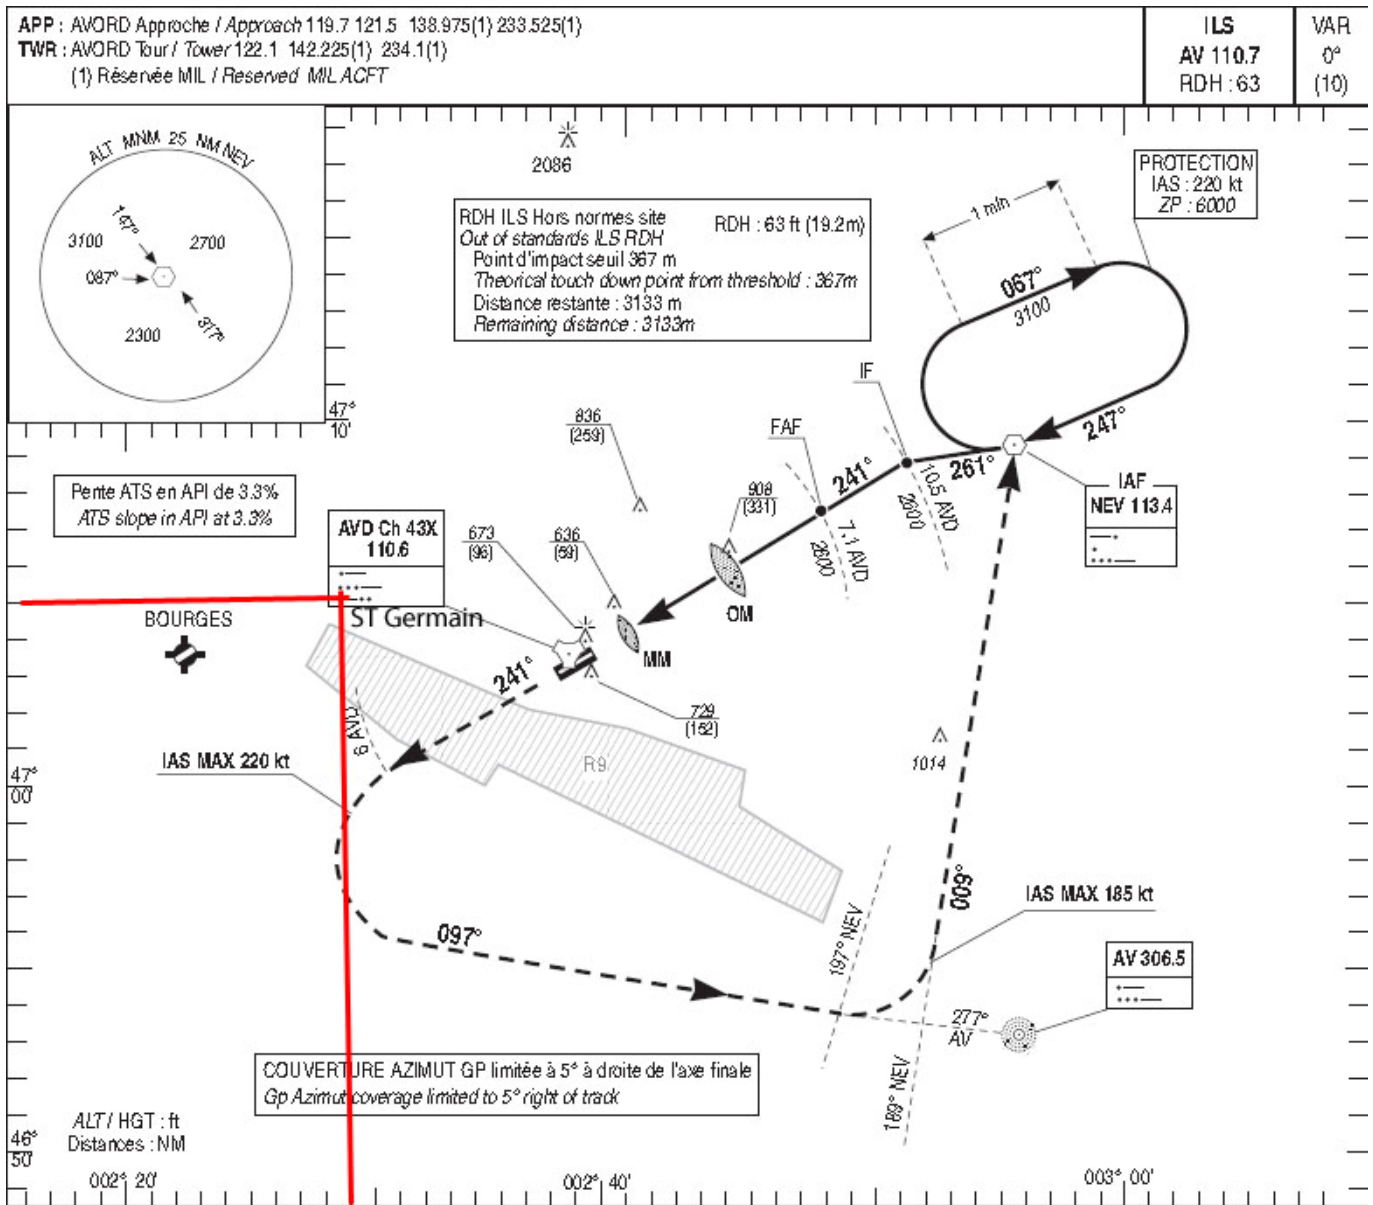 APP : AVORD Approche / Approach 119.7 121.5 138.975(1) 233.525(1)
TWR : AVORD Tour / Tower 122.1 142.225(1) 234.1(1)
(1) Réservée MIL / Reserved MIL ACFT
ILS
AV 110.7
RDH : 63
VAR
0°
(10)
ALT MNM 25 NM NEV
147°
3100
2700
087°
2300
317°
2086
RDH ILS Hors normes site
RDH : 63 ft (19.2m)
Out of standards ILS RDH
Point d'impact seuil 367 m
Theorical touch down point from threshold : 367m
Distance restante : 3133 m
Remaining distance : 3133m
PROTECTION
IAS : 220 kt
ZP : 6000
1 min
067°
3100
247°
IF
FAF
47°
10'
836
(259)
241°
261°
10.5 AVD
2600
IAF
NEV 113.4
908
(331)
7.1 AVD
2600
Pente ATS en API de 3.3%
ATS slope in API at 3.3%
AVD Ch 43X
110.6
673
(96)
636
(59)
OM
BOURGES
ST Germain
MM
241°
729
(152)
6 AVD
R9
1014
IAS MAX 220 kt
47°
00'
009°
IAS MAX 185 kt
097°
197° NEV
AV 306.5
277°
AV
189° NEV
COUVERTURE AZIMUT GP limitée à 5° à droite de l'axe finale
Gp Azimut coverage limited to 5° right of track
ALT / HGT : ft
Distances : NM
46°
50'
002° 20'
002° 40'
003° 00'